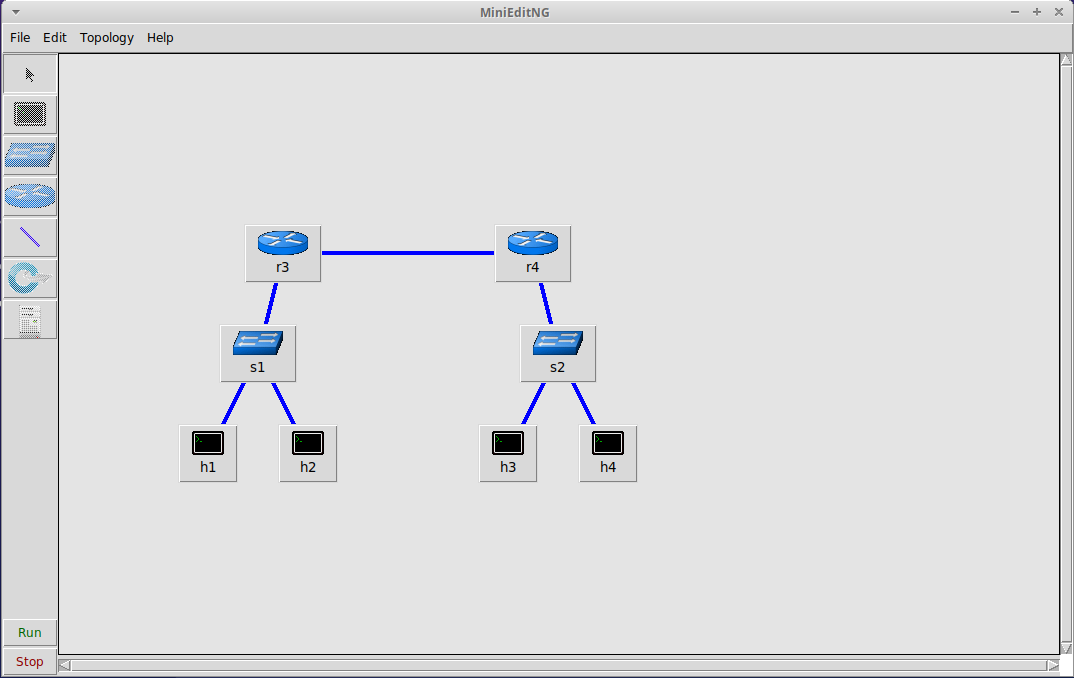 MiniEditNG
File Edit Topology Help
r3 r4
s1 s2
h1 h2 h3 h4
Run
Stop